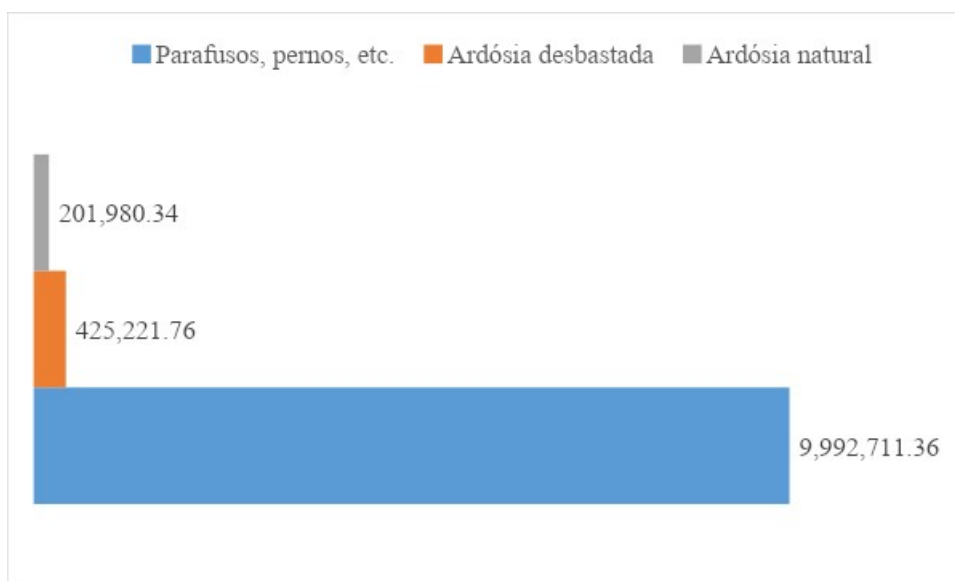 Parafusos, pernos, etc. Ardósia desbastada Ardósia natural
201,980.34
425,221.76
9,992,711.36